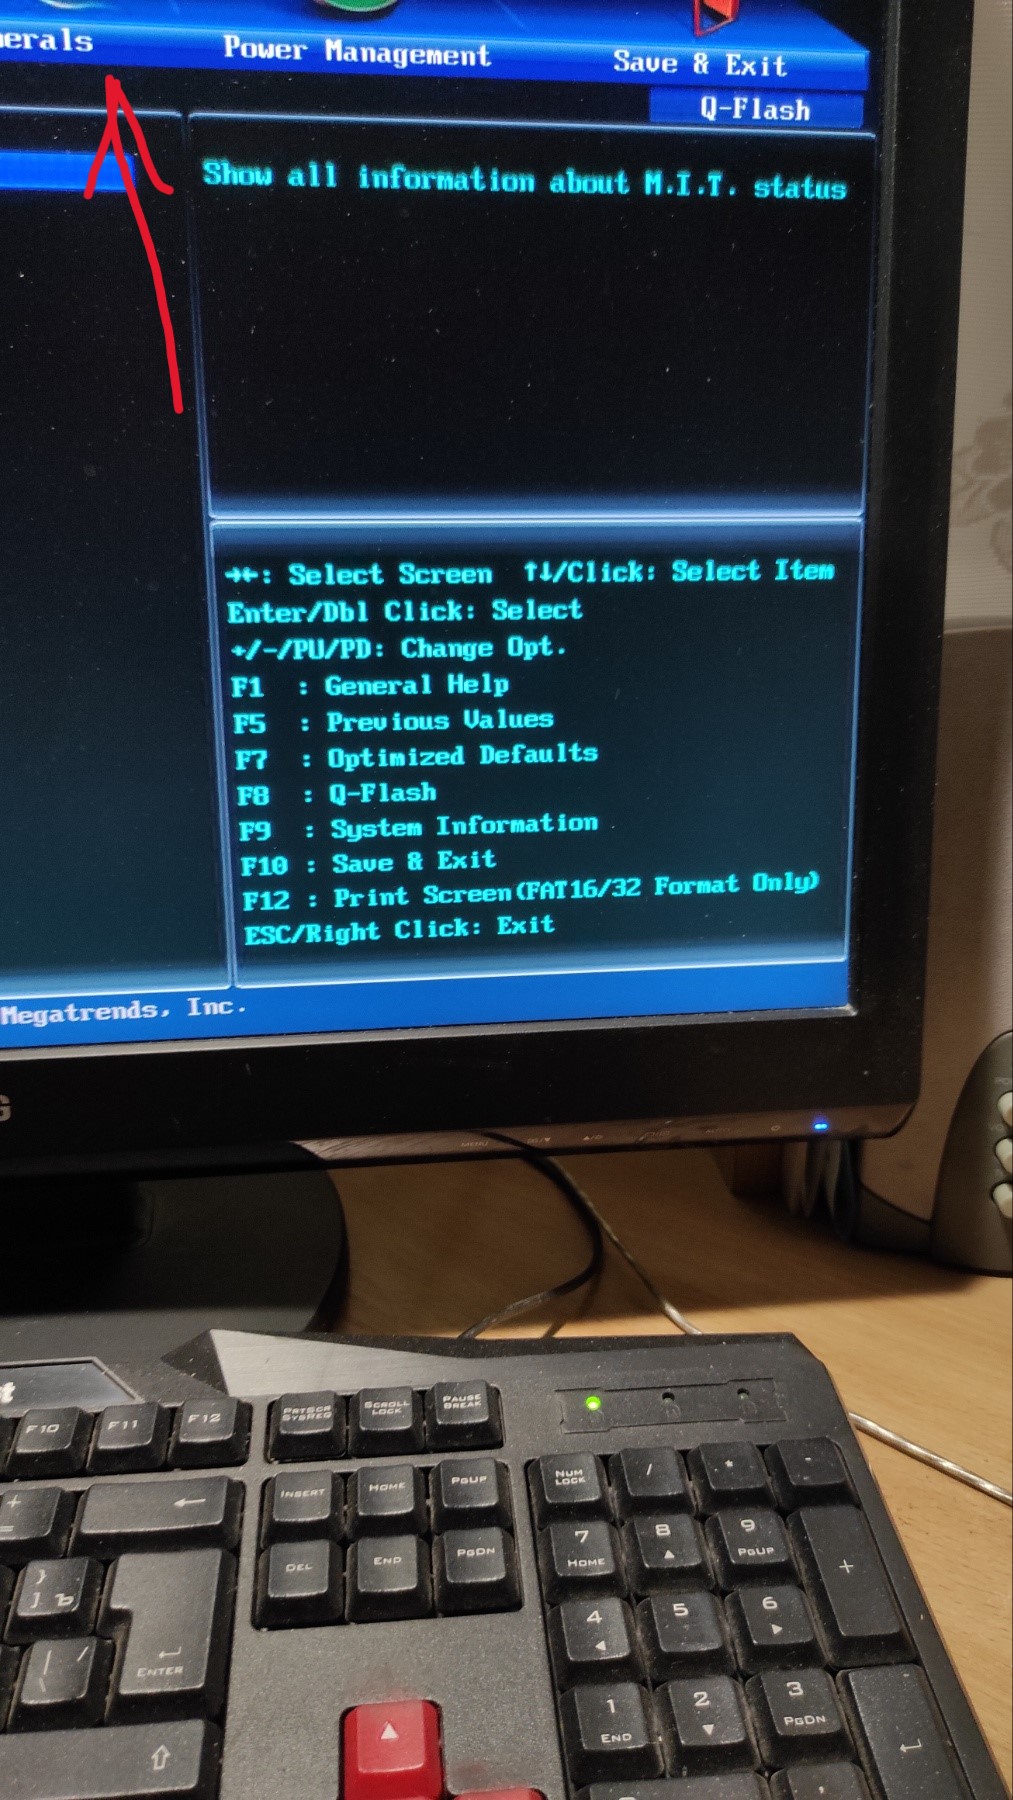 erals
Power Management
Save & Exit
Q-Flash
Show all information about M.I.T. status
→←: Select Screen ↑↓/Click: Select Item
Enter/Dbl Click: Select
+/-/PU/PD: Change Opt.
F1 : General Help
F5 : Previous Values
F7 : Optimized Defaults
F8 : Q-Flash
F9 : System Information
F10 : Save & Exit
F12 : Print Screen(FAT16/32 Format Only)
ESC/Right Click: Exit
Megatrends, Inc.
G
MENU
t
F10 F11 F12 PRTSCR SYSREQ SCROLL LOCK PAUSE BREAK
+ = ← INSERT HOME PGUP NUM LOCK / * -
DEL END PGDN 7 HOME 8 ▲ 9 PGUP +
} ] Ъ ENTER 4 ◄ 5 6 ►
| \ /
1 END 2 ▼ 3 PGDN
⇧ ▲